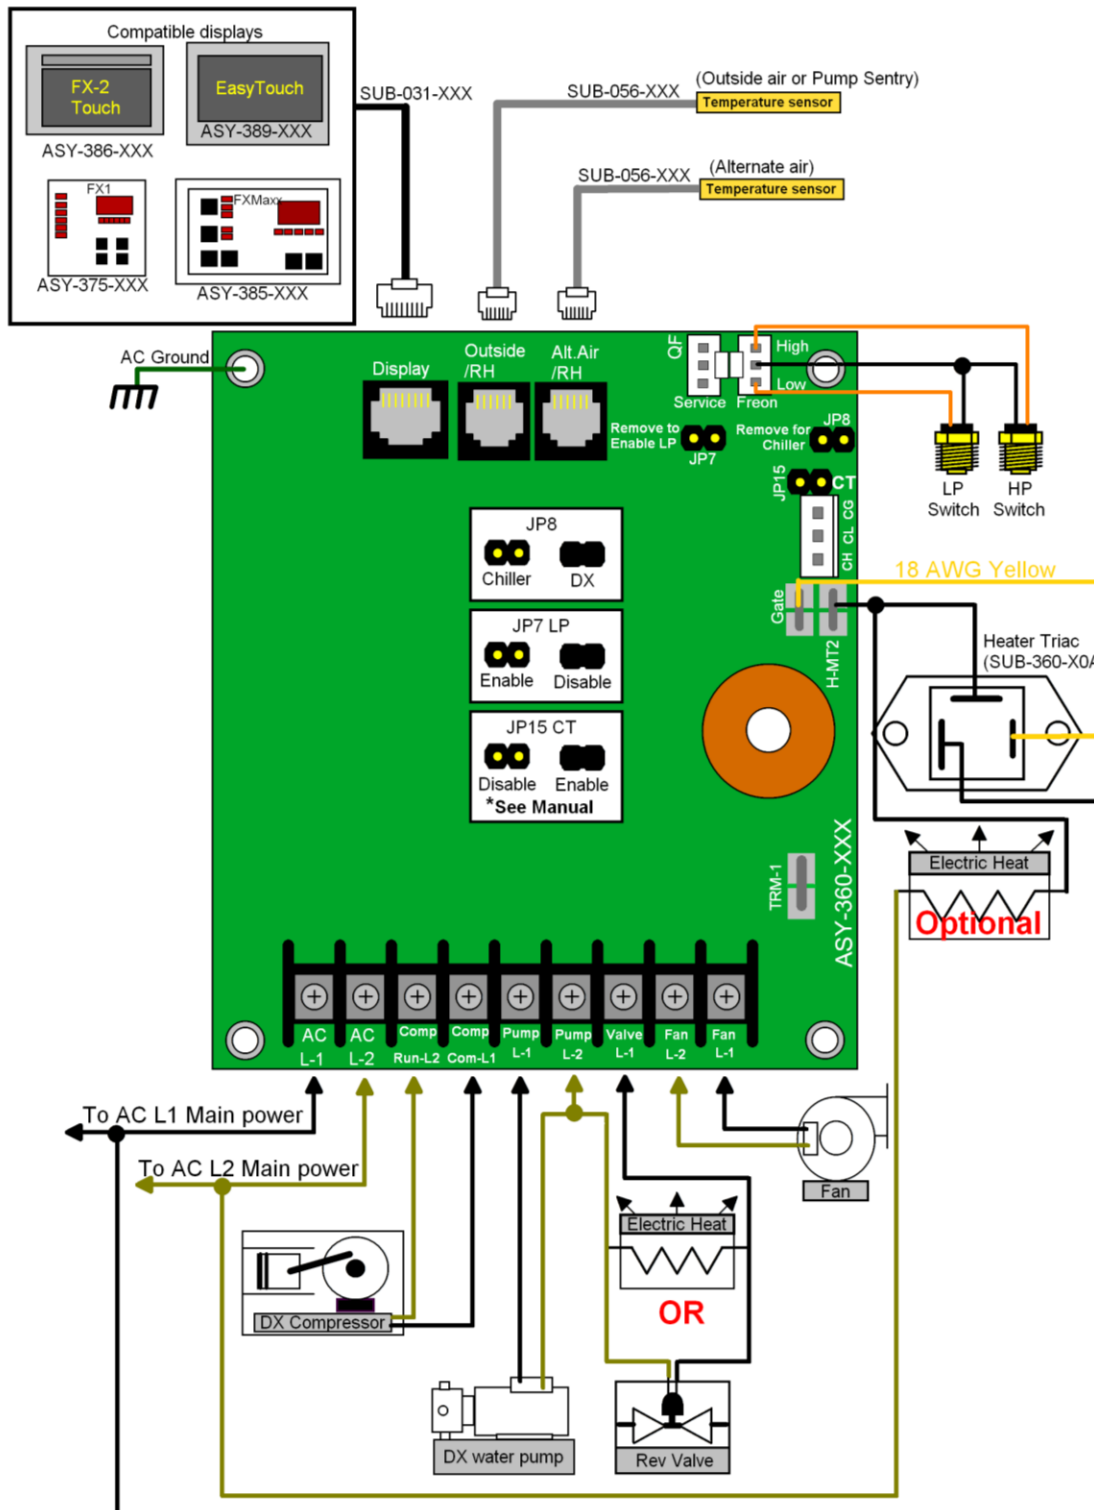 Compatible displays
FX-2
Touch
EasyTouch
ASY-389-XXX
ASY-386-XXX
FX1
FXMaxx
ASY-375-XXX
ASY-385-XXX
SUB-031-XXX
SUB-056-XXX
(Outside air or Pump Sentry)
Temperature sensor
SUB-056-XXX
(Alternate air)
Temperature sensor
AC Ground
Display
Outside
/RH
Alt.Air
/RH
QF
Service
High
Low
Freon
Remove to
Enable LP
JP7
Remove for
Chiller
JP8
JP15
CT
CG
CL
CH
LP
Switch
HP
Switch
JP8
Chiller
DX
JP7 LP
Enable
Disable
JP15 CT
Disable
Enable
*See Manual
18 AWG Yellow
Gate
H-MT2
Heater Triac
(SUB-360-X0A
Electric Heat
Optional
TRM-1
ASY-360-XXX
AC
L-1
AC
L-2
Comp
Run-L2
Comp
Com-L1
Pump
L-1
Pump
L-2
Valve
L-1
Fan
L-2
Fan
L-1
To AC L1 Main power
To AC L2 Main power
Fan
Electric Heat
OR
DX Compressor
DX water pump
Rev Valve